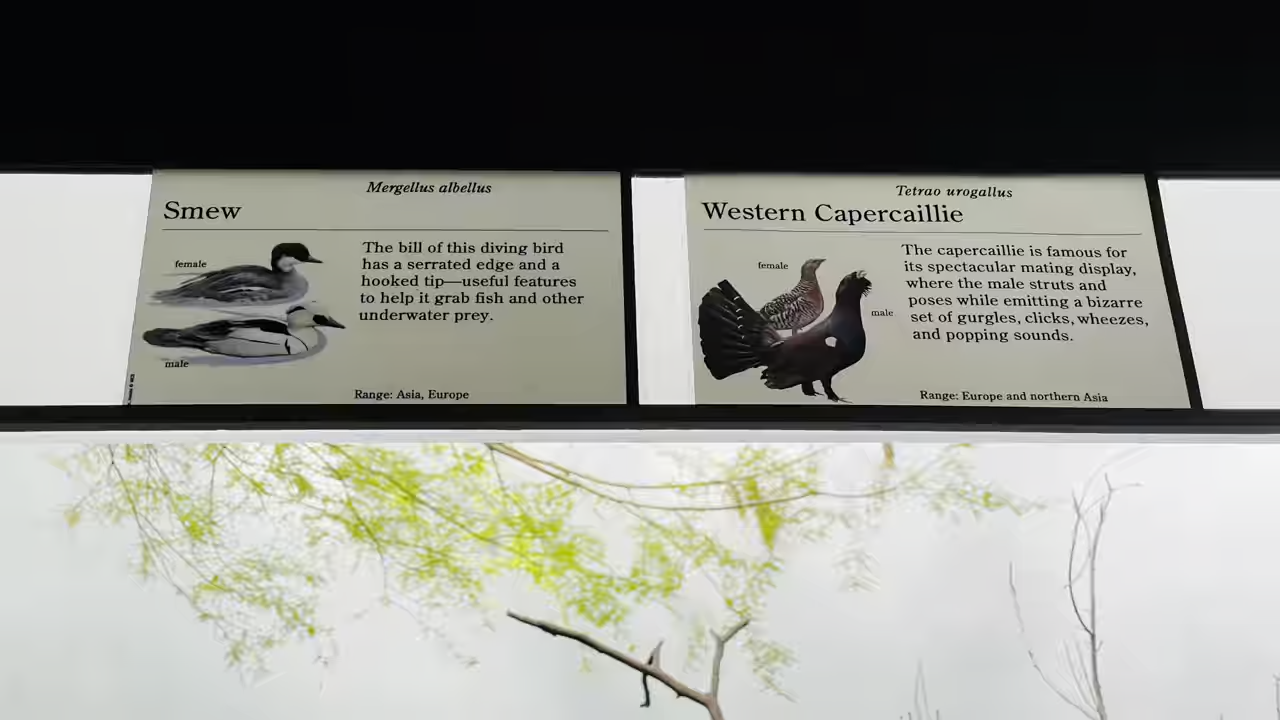 Mergellus albellus
Smew
female
male
The bill of this diving bird
has a serrated edge and a
hooked tip—useful features
to help it grab fish and other
underwater prey.
Range: Asia, Europe
Tetrao urogallus
Western Capercaillie
female
male
The capercaillie is famous for
its spectacular mating display,
where the male struts and
poses while emitting a bizarre
set of gurgles, clicks, wheezes,
and popping sounds.
Range: Europe and northern Asia